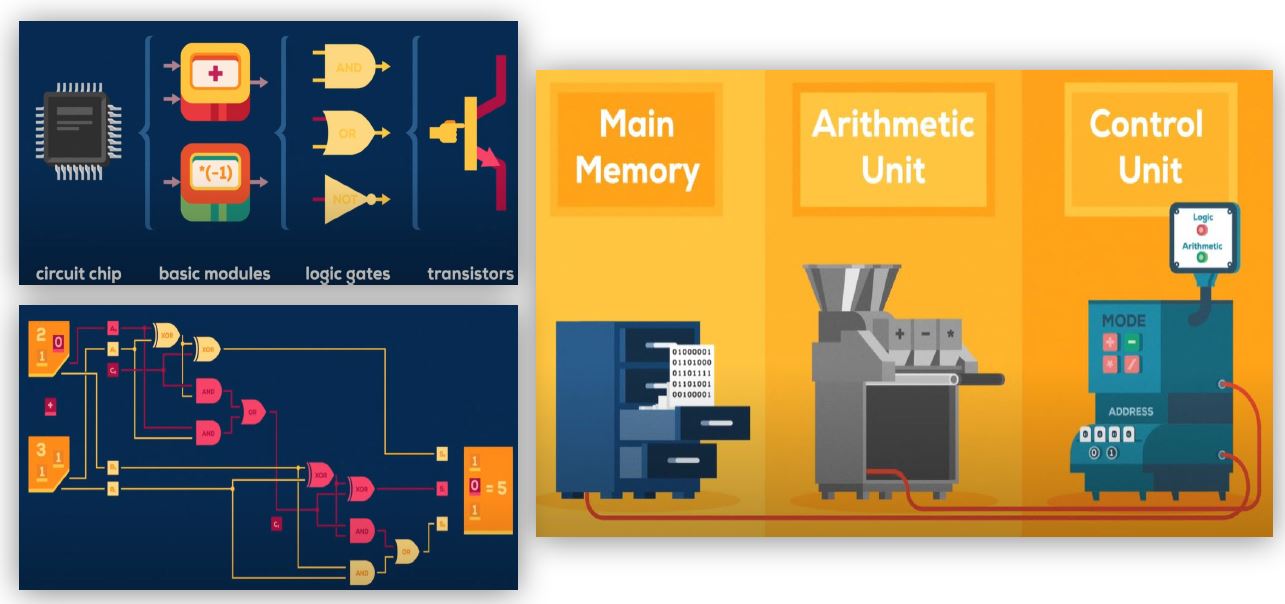 +
*(-1)
AND
OR
NOT
circuit chip
basic modules
logic gates
transistors
2
0
1
+
3
1
1
XOR
XOR
AND
OR
AND
XOR
XOR
AND
OR
AND
1
0
= 5
1
Main
Memory
01000001
01101000
01101111
01101001
00100001
Arithmetic
Unit
+ - *
Control
Unit
Logic
Arithmetic
MODE
+ -
* /
ADDRESS
0 0 0 0
0 1